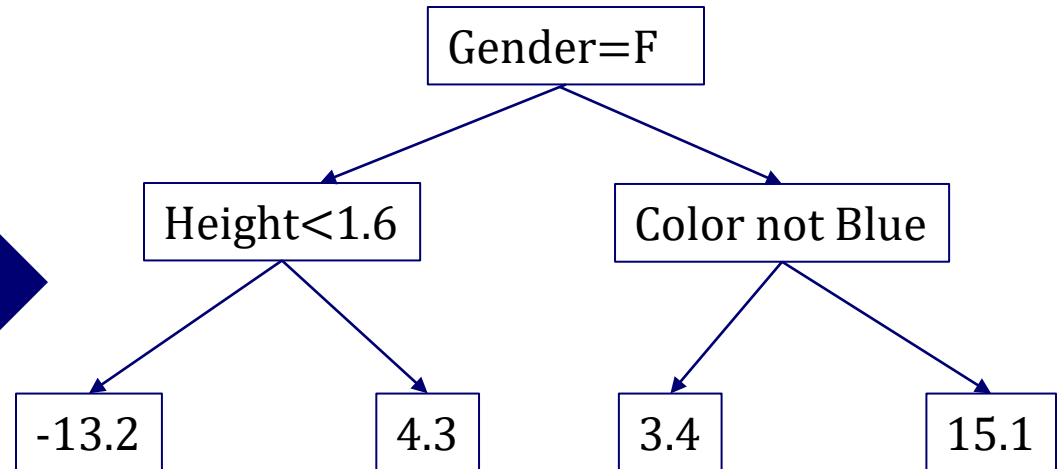 Gender=F
Height<1.6
Color not Blue
-13.2
4.3
3.4
15.1